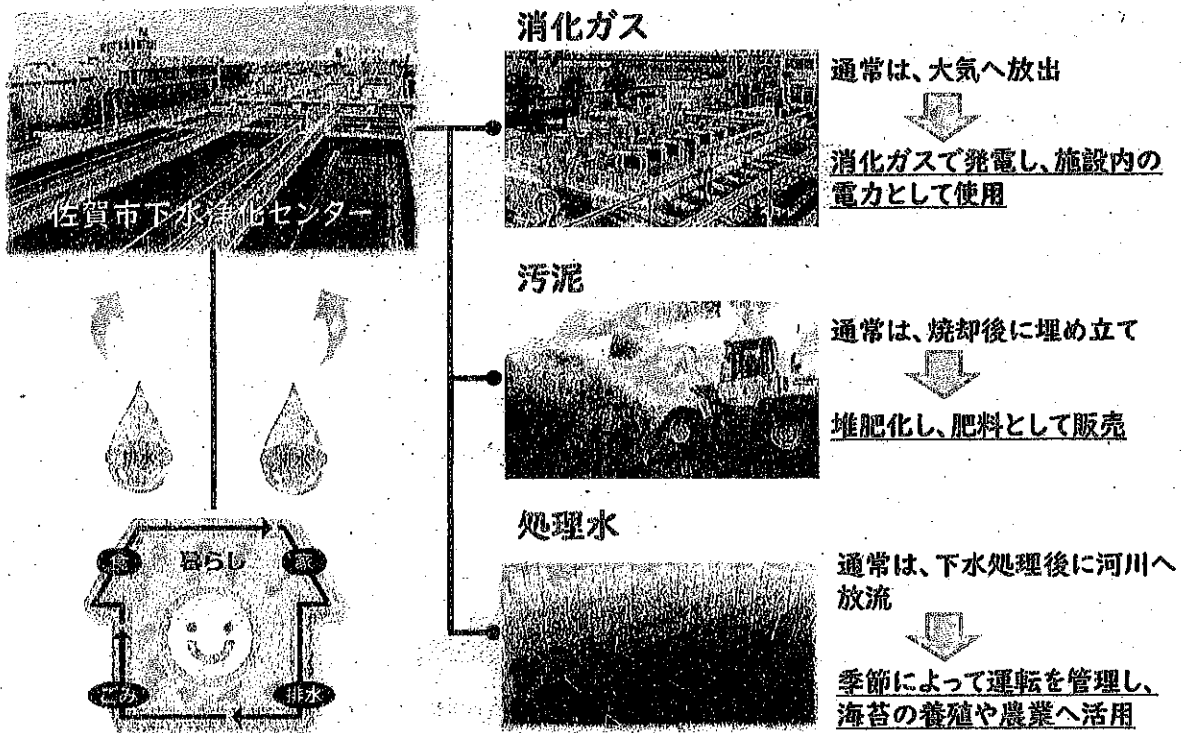 佐賀市下水浄化センター
排水
暮らし
家
ごみ
排水
消化ガス
通常は、大気へ放出
消化ガスで発電し、施設内の
電力として使用
汚泥
通常は、焼却後に埋め立て
堆肥化し、肥料として販売
処理水
通常は、下水処理後に河川へ
放流
季節によって運転を管理し、
海苔の養殖や農業へ活用